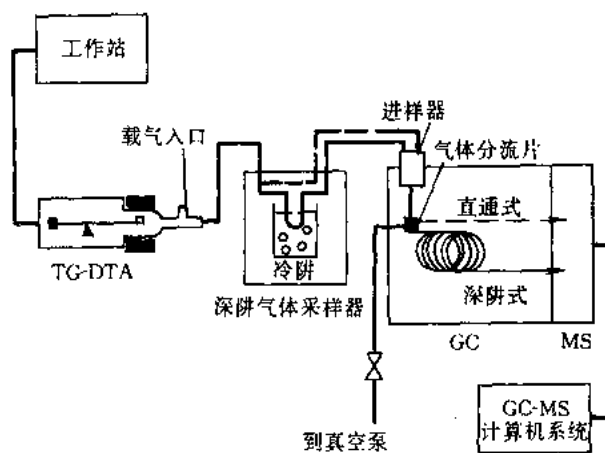 工作站
载气入口
进样器
气体分流片
直通式
TG-DTA
冷阱
深阱气体采样器
深阱式
GC
MS
到真空泵
GC-MS
计算机系统